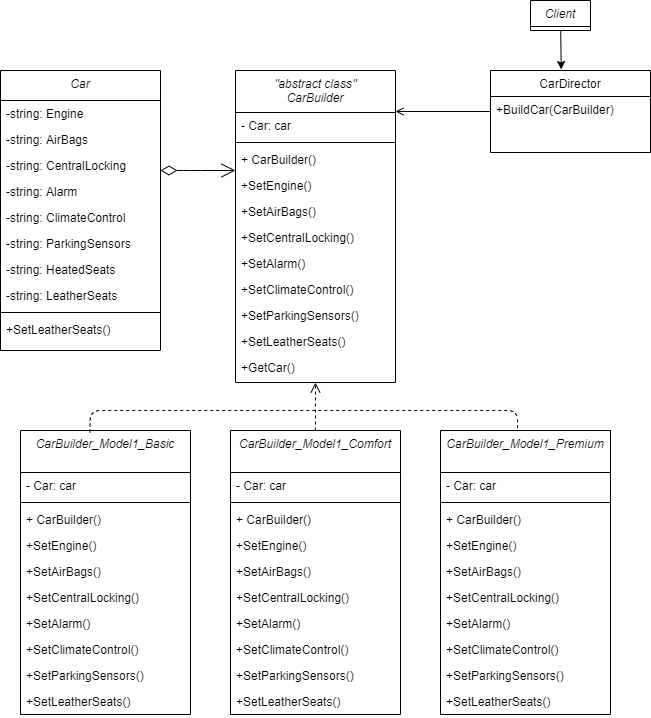 Client
Car
-string: Engine
-string: AirBags
-string: CentralLocking
-string: Alarm
-string: ClimateControl
-string: ParkingSensors
-string: HeatedSeats
-string: LeatherSeats
+SetLeatherSeats()
"abstract class"
CarBuilder
- Car: car
+ CarBuilder()
+SetEngine()
+SetAirBags()
+SetCentralLocking()
+SetAlarm()
+SetClimateControl()
+SetParkingSensors()
+SetLeatherSeats()
+GetCar()
CarDirector
+BuildCar(CarBuilder)
CarBuilder_Model1_Basic
- Car: car
+ CarBuilder()
+SetEngine()
+SetAirBags()
+SetCentralLocking()
+SetAlarm()
+SetClimateControl()
+SetParkingSensors()
+SetLeatherSeats()
CarBuilder_Model1_Comfort
- Car: car
+ CarBuilder()
+SetEngine()
+SetAirBags()
+SetCentralLocking()
+SetAlarm()
+SetClimateControl()
+SetParkingSensors()
+SetLeatherSeats()
CarBuilder_Model1_Premium
- Car: car
+ CarBuilder()
+SetEngine()
+SetAirBags()
+SetCentralLocking()
+SetAlarm()
+SetClimateControl()
+SetParkingSensors()
+SetLeatherSeats()